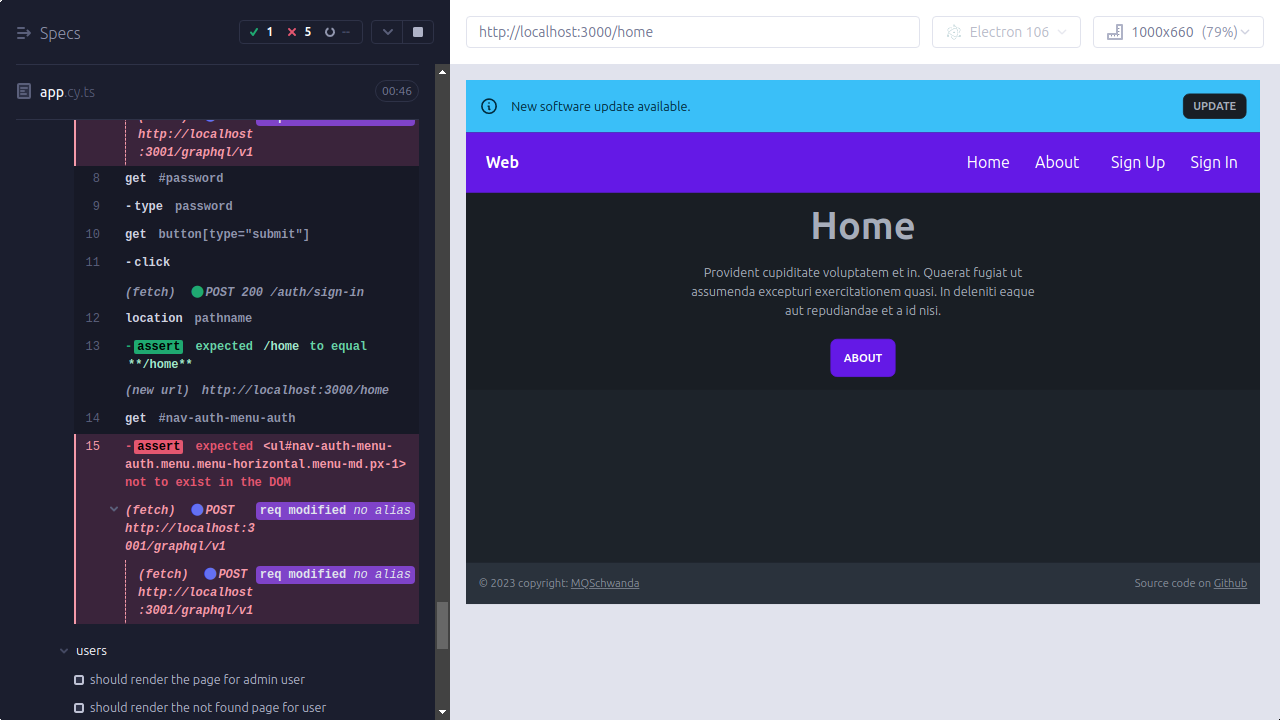 Specs
1 5 --
app.cy.ts
00:46
http://localhost
:3001/graphql/v1
8 get #password
9 -type password
10 get button[type="submit"]
11 -click
(fetch) POST 200 /auth/sign-in
12 location pathname
13 -assert expected /home to equal
**/home**
(new url) http://localhost:3000/home
14 get #nav-auth-menu-auth
15 -assert expected <ul#nav-auth-menu-
auth.menu.menu-horizontal.menu-md.px-1>
not to exist in the DOM
(fetch) POST req modified no alias
http://localhost:3
001/graphql/v1
(fetch) POST req modified no alias
http://localhost
:3001/graphql/v1
users
should render the page for admin user
should render the not found page for user
http://localhost:3000/home
Electron 106
1000x660 (79%)
New software update available.
UPDATE
Web
Home About Sign Up Sign In
Home
Provident cupiditate voluptatem et in. Quaerat fugiat ut
assumenda excepturi exercitationem quasi. In deleniti eaque
aut repudiandae et a id nisi.
ABOUT
© 2023 copyright: MQSchwanda
Source code on Github